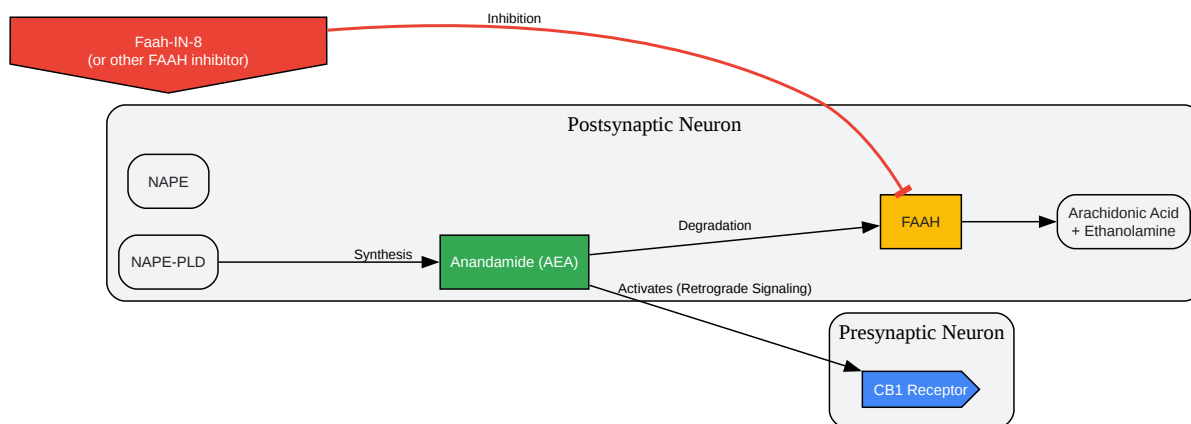 Inhibition
Faah-IN-8
(or other FAAH inhibitor)
Postsynaptic Neuron
NAPE
NAPE-PLD
Synthesis
Anandamide (AEA)
Degradation
FAAH
Arachidonic Acid
+ Ethanolamine
Activates (Retrograde Signaling)
Presynaptic Neuron
CB1 Receptor